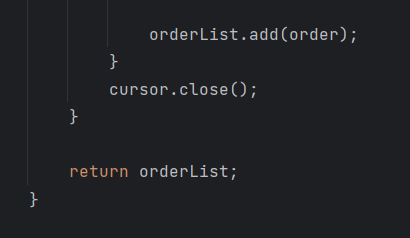 orderList.add(order);
}
cursor.close();
}
return orderList;
}